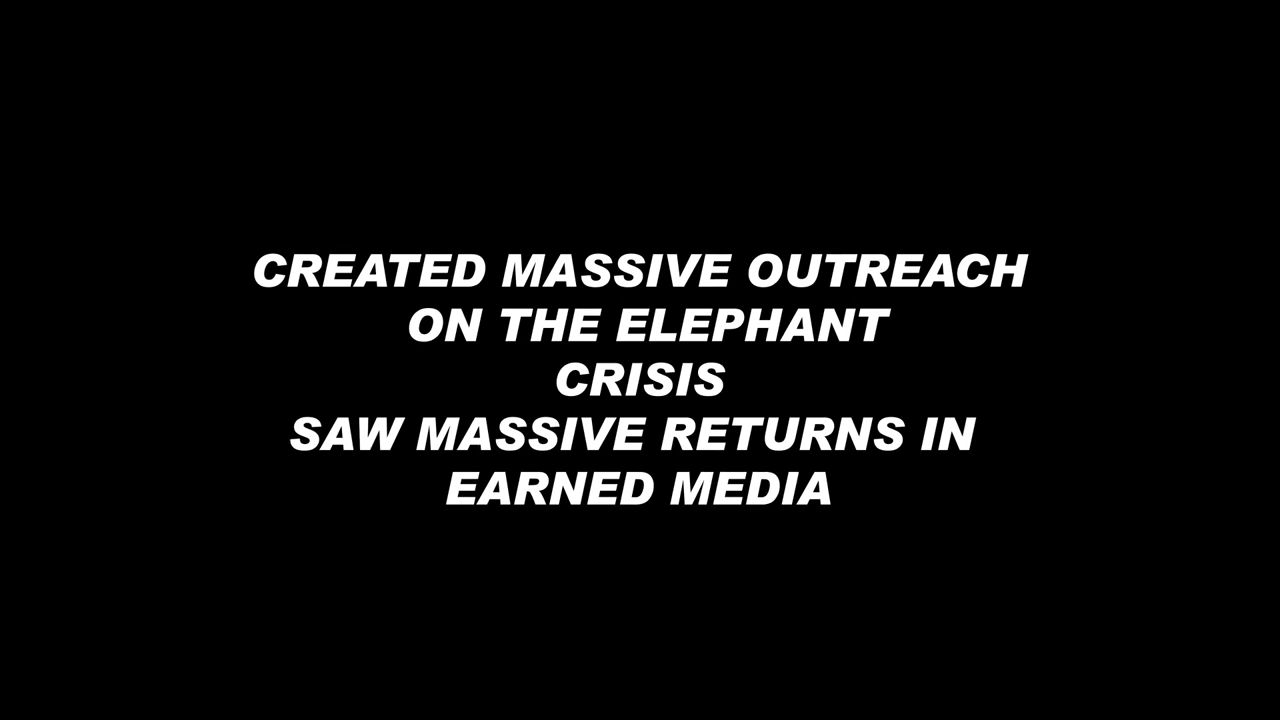 CREATED MASSIVE OUTREACH
ON THE ELEPHANT
CRISIS
SAW MASSIVE RETURNS IN
EARNED MEDIA